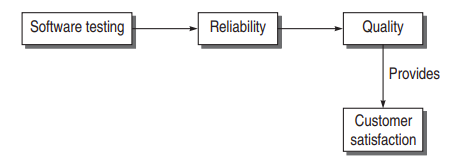 Software testing
Reliability
Quality
Provides
Customer
satisfaction